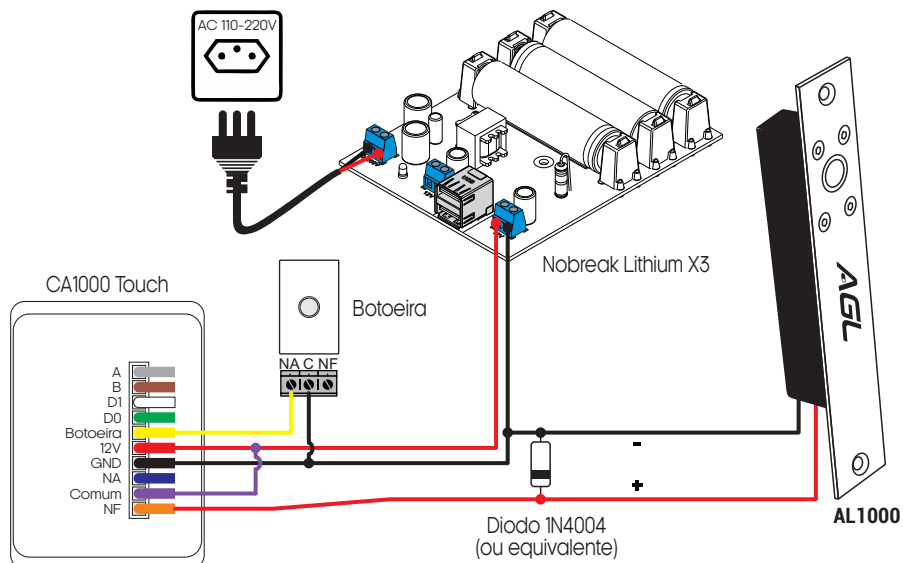 AC 110-220V
Nobreak Lithium X3
CA1000 Touch
Botoeira
NA C NF
A
B
D1
D0
Botoeira
12V
GND
NA
Comum
NF
-
+
Diodo 1N4004
(ou equivalente)
AGL
AL1000
12V